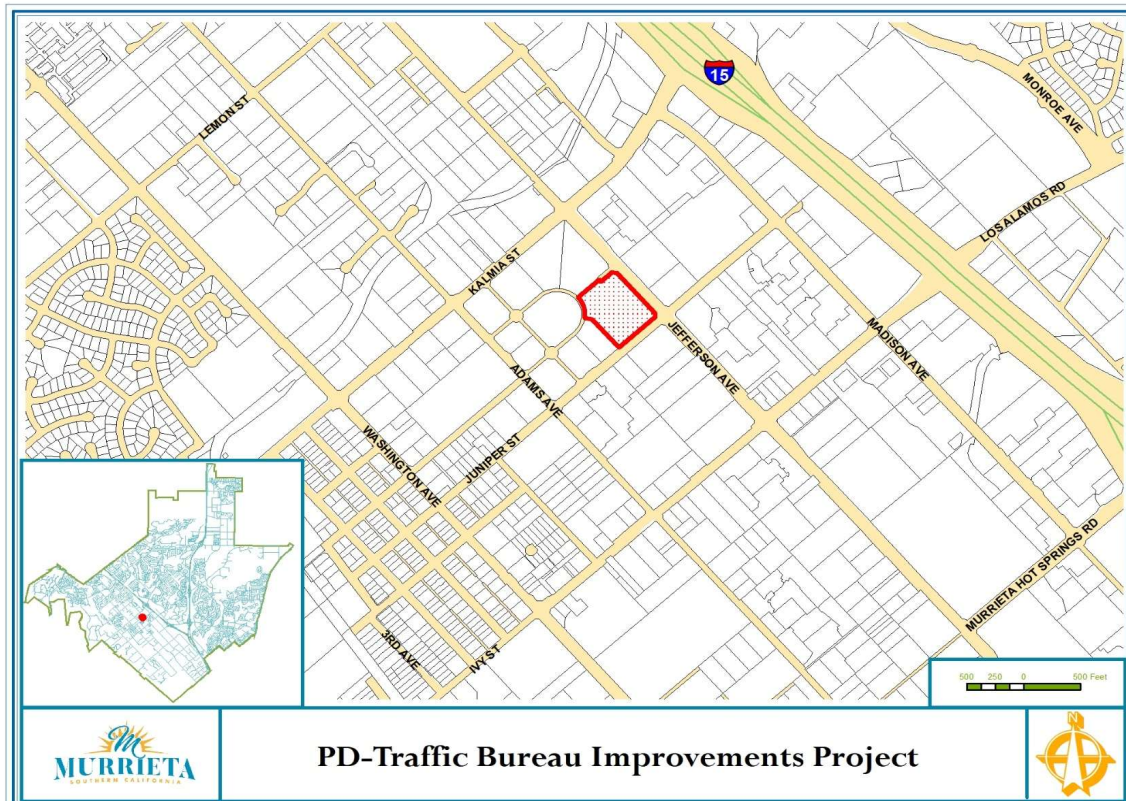 15
MONROE AVE
LEMON ST
LOS ALAMOS RD
KALMIA ST
JEFFERSON AVE
MADISON AVE
ADAMS AVE
WASHINGTON AVE
JUNIPER ST
MURRIETA HOT SPRINGS RD
3RD AVE
IVY ST
500 250 0 500 Feet
MURRIETA
SOUTHERN CALIFORNIA
PD-Traffic Bureau Improvements Project
N